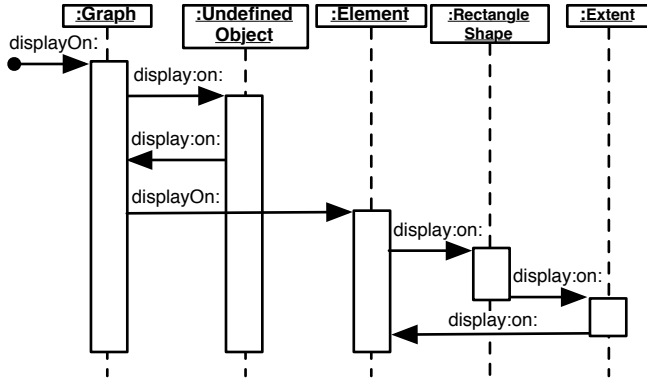 :Graph
:Undefined
Object
:Element
:Rectangle
Shape
:Extent
displayOn:
display:on:
display:on:
displayOn:
display:on:
display:on:
display:on: